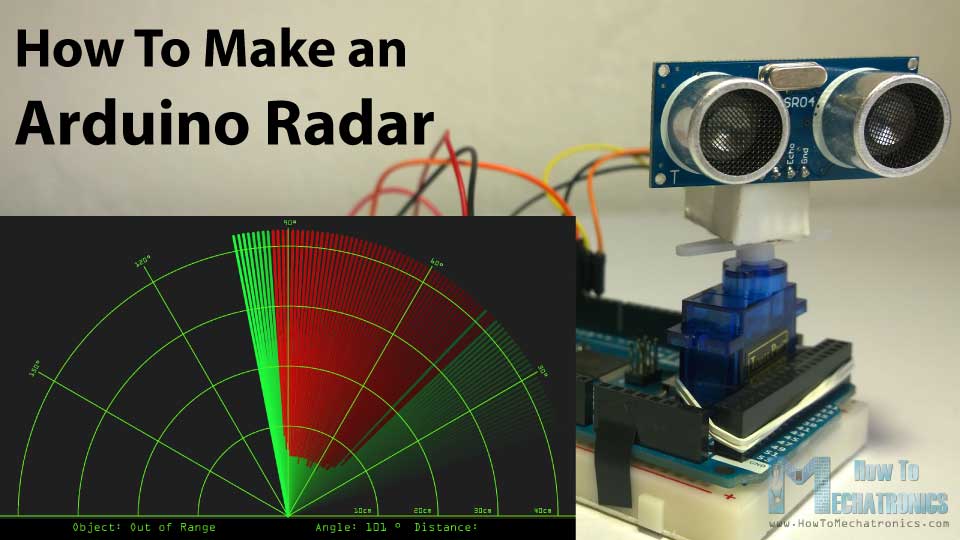 How To Make an
Arduino Radar
SR04
Echo
Gnd
T
90°
120°
60°
150°
30°
10cm
20cm
30cm
40cm
Object: Out of Range
Angle: 101 °
Distance:
GND
+
How To
Mechatronics
www.HowToMechatronics.com